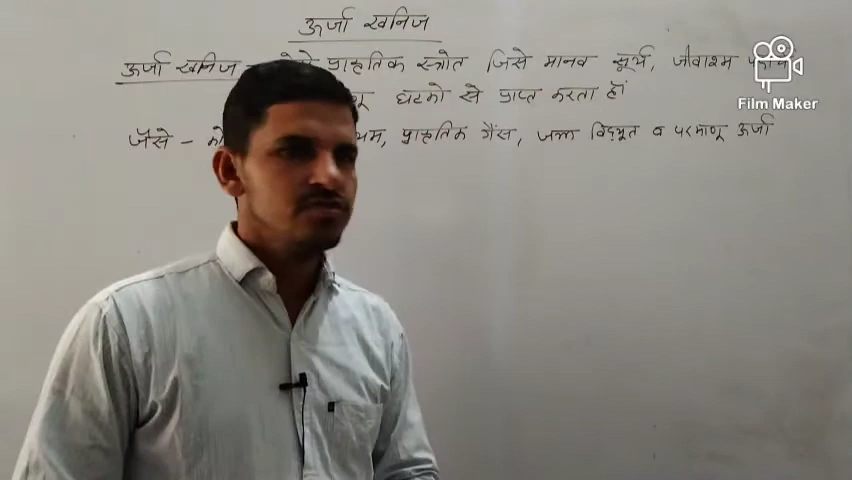 ऊर्जा खनिज
ऊर्जा खनिज - प्राकृतिक स्त्रोत जिसे मानव सूर्य, जीवाश्म
घटको से प्राप्त करता हॅा
जॅसे - प्राकृतिक गॅस, जल विद्युत व परमाणू ऊर्जा
Film Maker